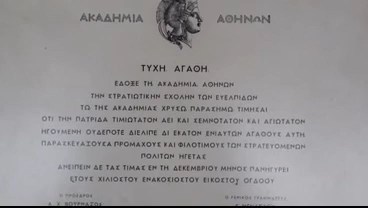 ΑΚΑΔΗΜΙΑ ΑΘΗΝΩΝ
ΤΥΧΗ ΑΓΑΘΗ
ΕΔΟΞΕ ΤΗ ΑΚΑΔΗΜΙΑ ΑΘΗΝΩΝ
ΤΗΝ ΣΤΡΑΤΙΩΤΙΚΗΝ ΣΧΟΛΗΝ ΤΩΝ ΕΥΕΛΠΙΔΩΝ
ΤΩ ΤΗΣ ΑΚΑΔΗΜΙΑΣ ΧΡΥΣΩ ΠΑΡΑΣΗΜΩ ΤΙΜΗΣΑΙ
ΟΤΙ ΤΗΝ ΠΑΤΡΙΔΑ ΤΙΜΙΩΤΑΤΟΝ ΑΕΙ ΚΑΙ ΣΕΜΝΟΤΑΤΟΝ ΚΑΙ ΑΓΙΩΤΑΤΟΝ
ΗΓΟΥΜΕΝΗ ΟΥΔΕΠΟΤΕ ΔΙΕΛΙΠΕ ΔΙ ΕΚΑΤΟΝ ΕΝΙΑΥΤΩΝ ΑΓΑΘΟΥΣ ΑΥΤΗ
ΠΑΡΑΣΚΕΥΑΖΟΥΣΑ ΠΡΟΜΑΧΟΥΣ ΚΑΙ ΦΙΛΟΤΙΜΟΥΣ ΤΩΝ ΣΤΡΑΤΕΥΟΜΕΝΩΝ
ΠΟΛΙΤΩΝ ΗΓΕΤΑΣ
ΑΝΕΙΠΕΙΝ ΔΕ ΤΑΣ ΤΙΜΑΣ ΕΝ ΤΗ ΔΕΚΕΜΒΡΙΟΥ ΜΗΝΟΣ ΠΑΝΗΓΥΡΕΙ
ΕΤΟΥΣ ΧΙΛΙΟΣΤΟΥ ΕΝΑΚΟΣΙΟΣΤΟΥ ΕΙΚΟΣΤΟΥ ΟΓΔΟΟΥ
Ο ΠΡΟΕΔΡΟΣ Ο ΓΕΝΙΚΟΣ ΓΡΑΜΜΑΤΕΥΣ